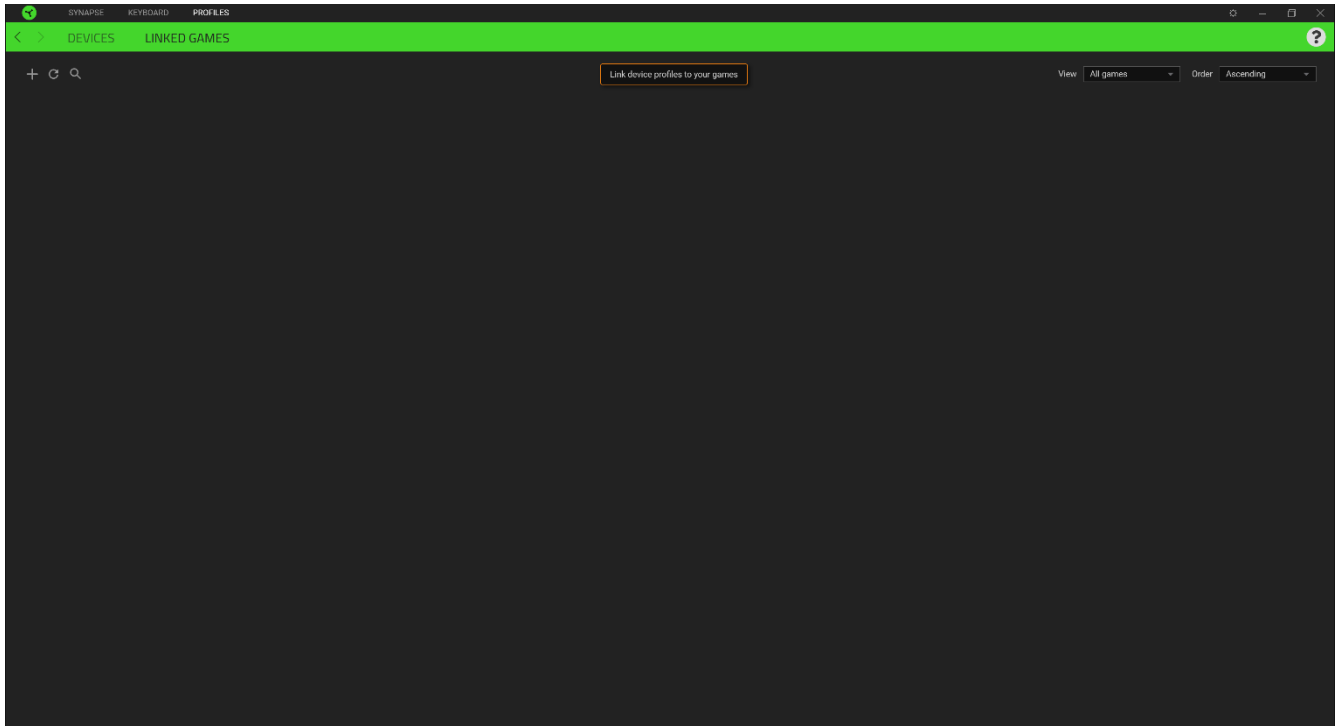 SYNAPSE KEYBOARD PROFILES
DEVICES LINKED GAMES ?
Link device profiles to your games View All games Order Ascending